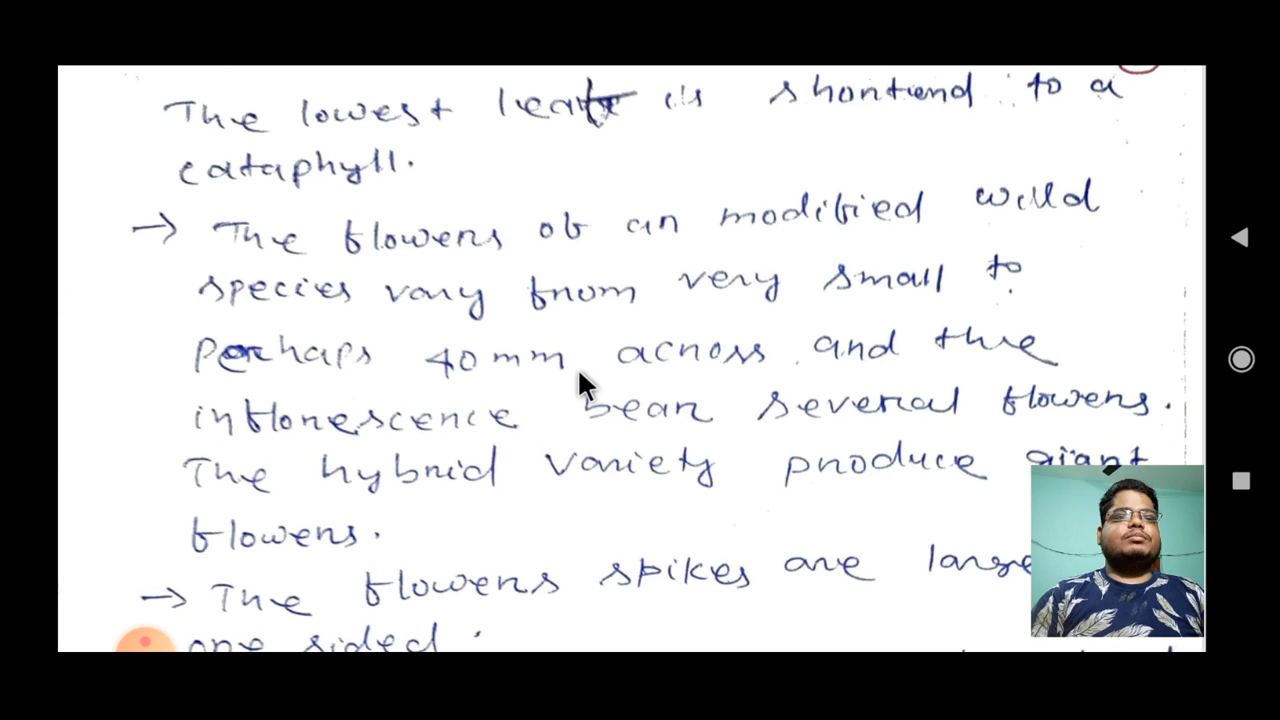 The lowest leaf is shortend to a
cataphyll.
→ The flowers of an modified wild
species vary from very small to
perhaps 40mm across and the
inflorescence bear several flowers.
The hybrid variety produce giant
flowers.
→ The flowers spikes are large
one sided.